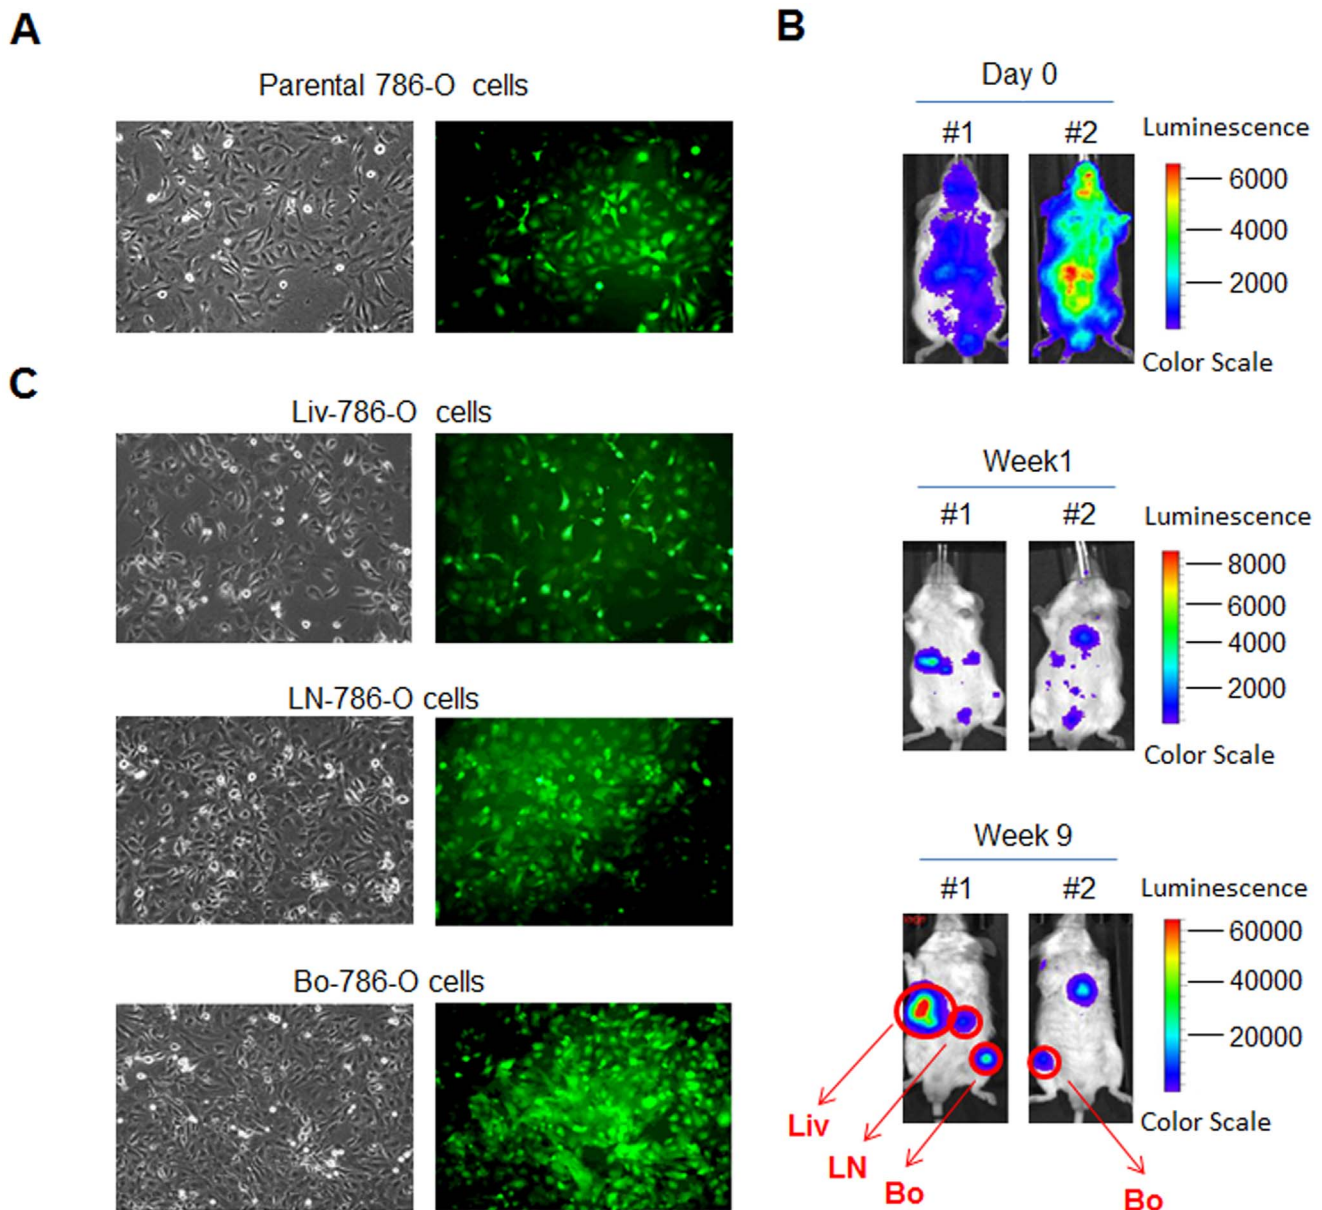 A
Parental 786-O cells
B
Day 0
#1 #2
Luminescence
6000
4000
2000
Color Scale
C
Liv-786-O cells
Week1
#1 #2
Luminescence
8000
6000
4000
2000
Color Scale
LN-786-O cells
Week 9
#1 #2
Luminescence
60000
40000
20000
Color Scale
Bo-786-O cells
Liv
LN
Bo
Bo